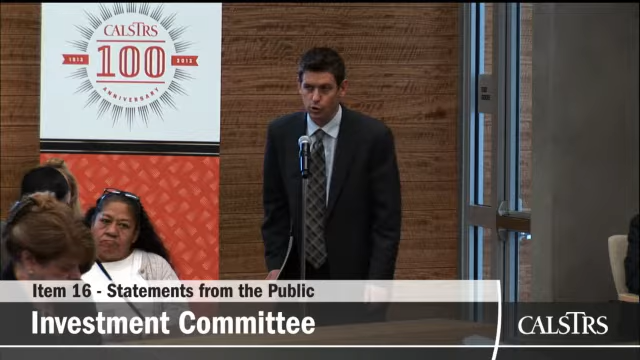 CALSTRS
1913 100 2013
ANNIVERSARY
Item 16 - Statements from the Public
Investment Committee
CALSTRS